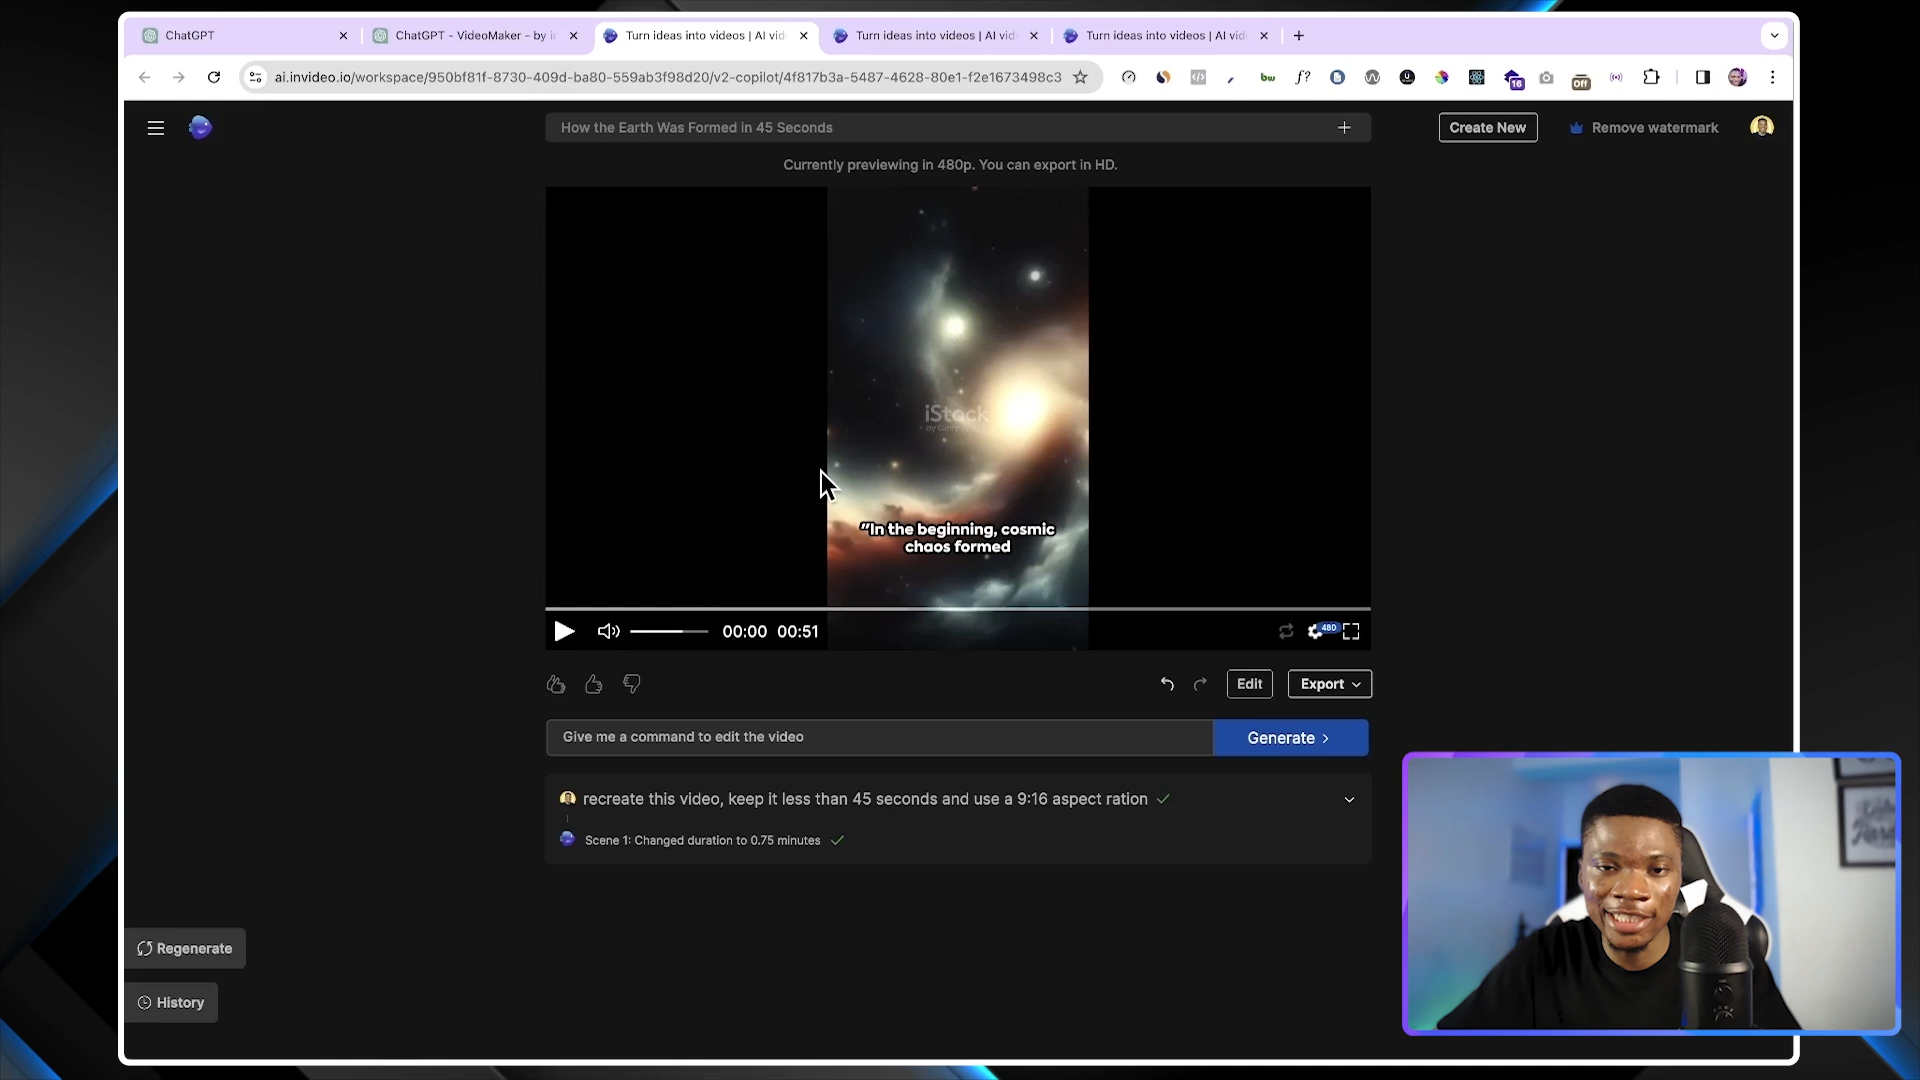 ChatGPT
ChatGPT - VideoMaker - by in
Turn ideas into videos | AI vid
Turn ideas into videos | AI vid
Turn ideas into videos | AI vid
ai.invideo.io/workspace/950bf81f-8730-409d-ba80-559ab3f98d20/v2-copilot/4f817b3a-5487-4628-80e1-f2e1673498c3
bw
f?
16
Off
How the Earth Was Formed in 45 Seconds
Create New
Remove watermark
Currently previewing in 480p. You can export in HD.
iStock
"In the beginning, cosmic
chaos formed
00:00 00:51
480
Edit
Export
Give me a command to edit the video
Generate
recreate this video, keep it less than 45 seconds and use a 9:16 aspect ration
Scene 1: Changed duration to 0.75 minutes
Regenerate
History